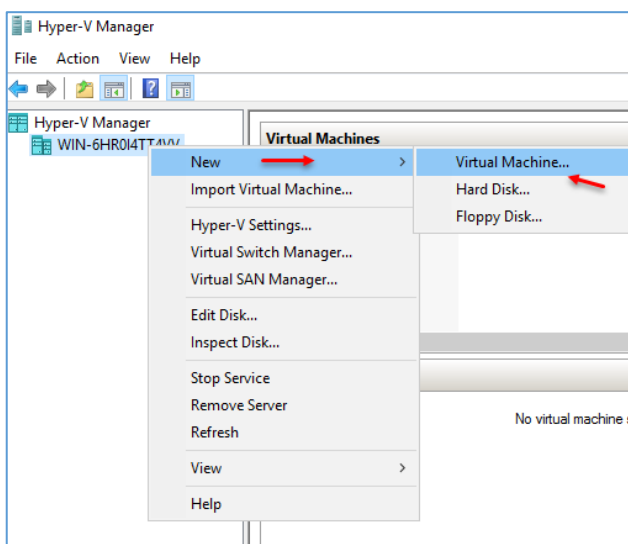 Hyper-V Manager
File Action View Help
Hyper-V Manager
WIN-6HR0I4TT4VV
Virtual Machines
New
Import Virtual Machine...
Hyper-V Settings...
Virtual Switch Manager...
Virtual SAN Manager...
Edit Disk...
Inspect Disk...
Stop Service
Remove Server
Refresh
View
Help
Virtual Machine...
Hard Disk...
Floppy Disk...
No virtual machine